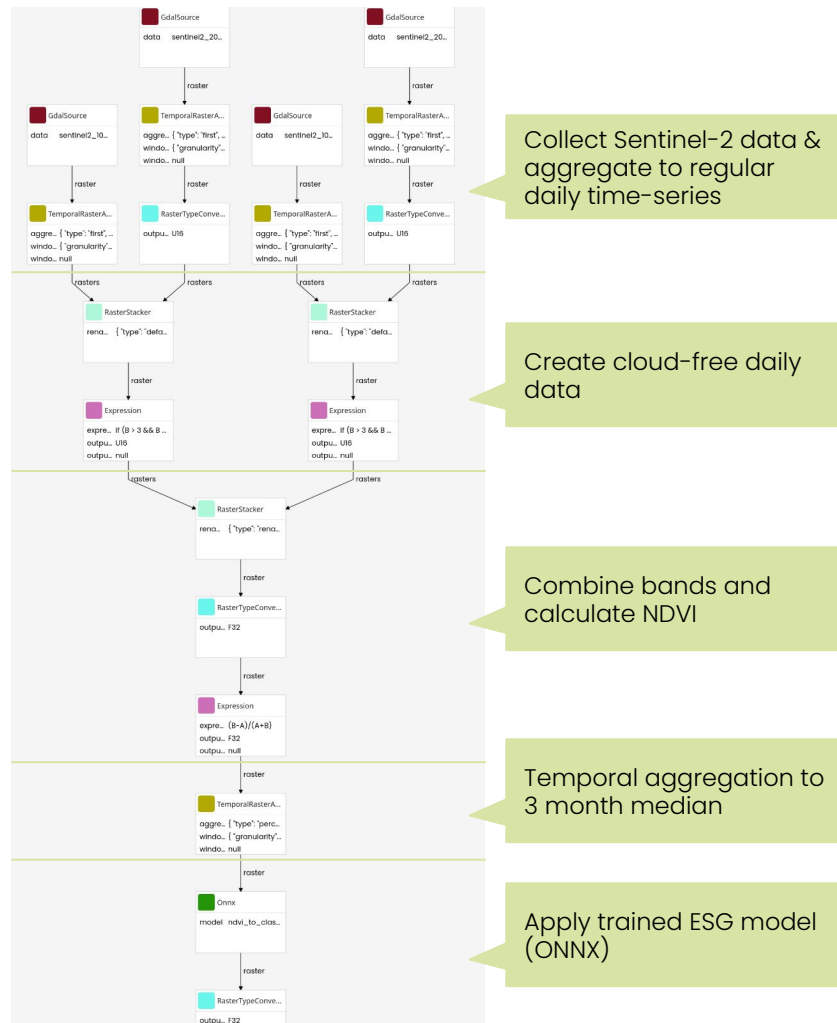 GdalSource
data sentinel2_20...
GdalSource
data sentinel2_20...
raster
raster
GdalSource
data sentinel2_10...
TemporalRasterA...
aggre... { "type": "first", ...
windo... { "granularity"...
windo... null
GdalSource
data sentinel2_10...
TemporalRasterA...
aggre... { "type": "first", ...
windo... { "granularity"...
windo... null
Collect Sentinel-2 data &
aggregate to regular
daily time-series
raster
raster
raster
raster
TemporalRasterA...
aggre... { "type": "first", ...
windo... { "granularity"...
windo... null
RasterTypeConve...
outpu... U16
TemporalRasterA...
aggre... { "type": "first", ...
windo... { "granularity"...
windo... null
RasterTypeConve...
outpu... U16
rasters
rasters
rasters
rasters
RasterStacker
rena... { "type": "defa...
RasterStacker
rena... { "type": "defa...
Create cloud-free daily
data
raster
raster
Expression
expre... if (B > 3 && B ...
outpu... U16
outpu... null
Expression
expre... if (B > 3 && B ...
outpu... U16
outpu... null
rasters
rasters
RasterStacker
rena... { "type": "rena...
raster
Combine bands and
calculate NDVI
RasterTypeConve...
outpu... F32
raster
Expression
expre... (B-A)/(A+B)
outpu... F32
outpu... null
raster
Temporal aggregation to
3 month median
TemporalRasterA...
aggre... { "type": "perc...
windo... { "granularity"...
windo... null
raster
Onnx
model ndvi_to_clas...
Apply trained ESG model
(ONNX)
raster
RasterTypeConve...
outpu... F32